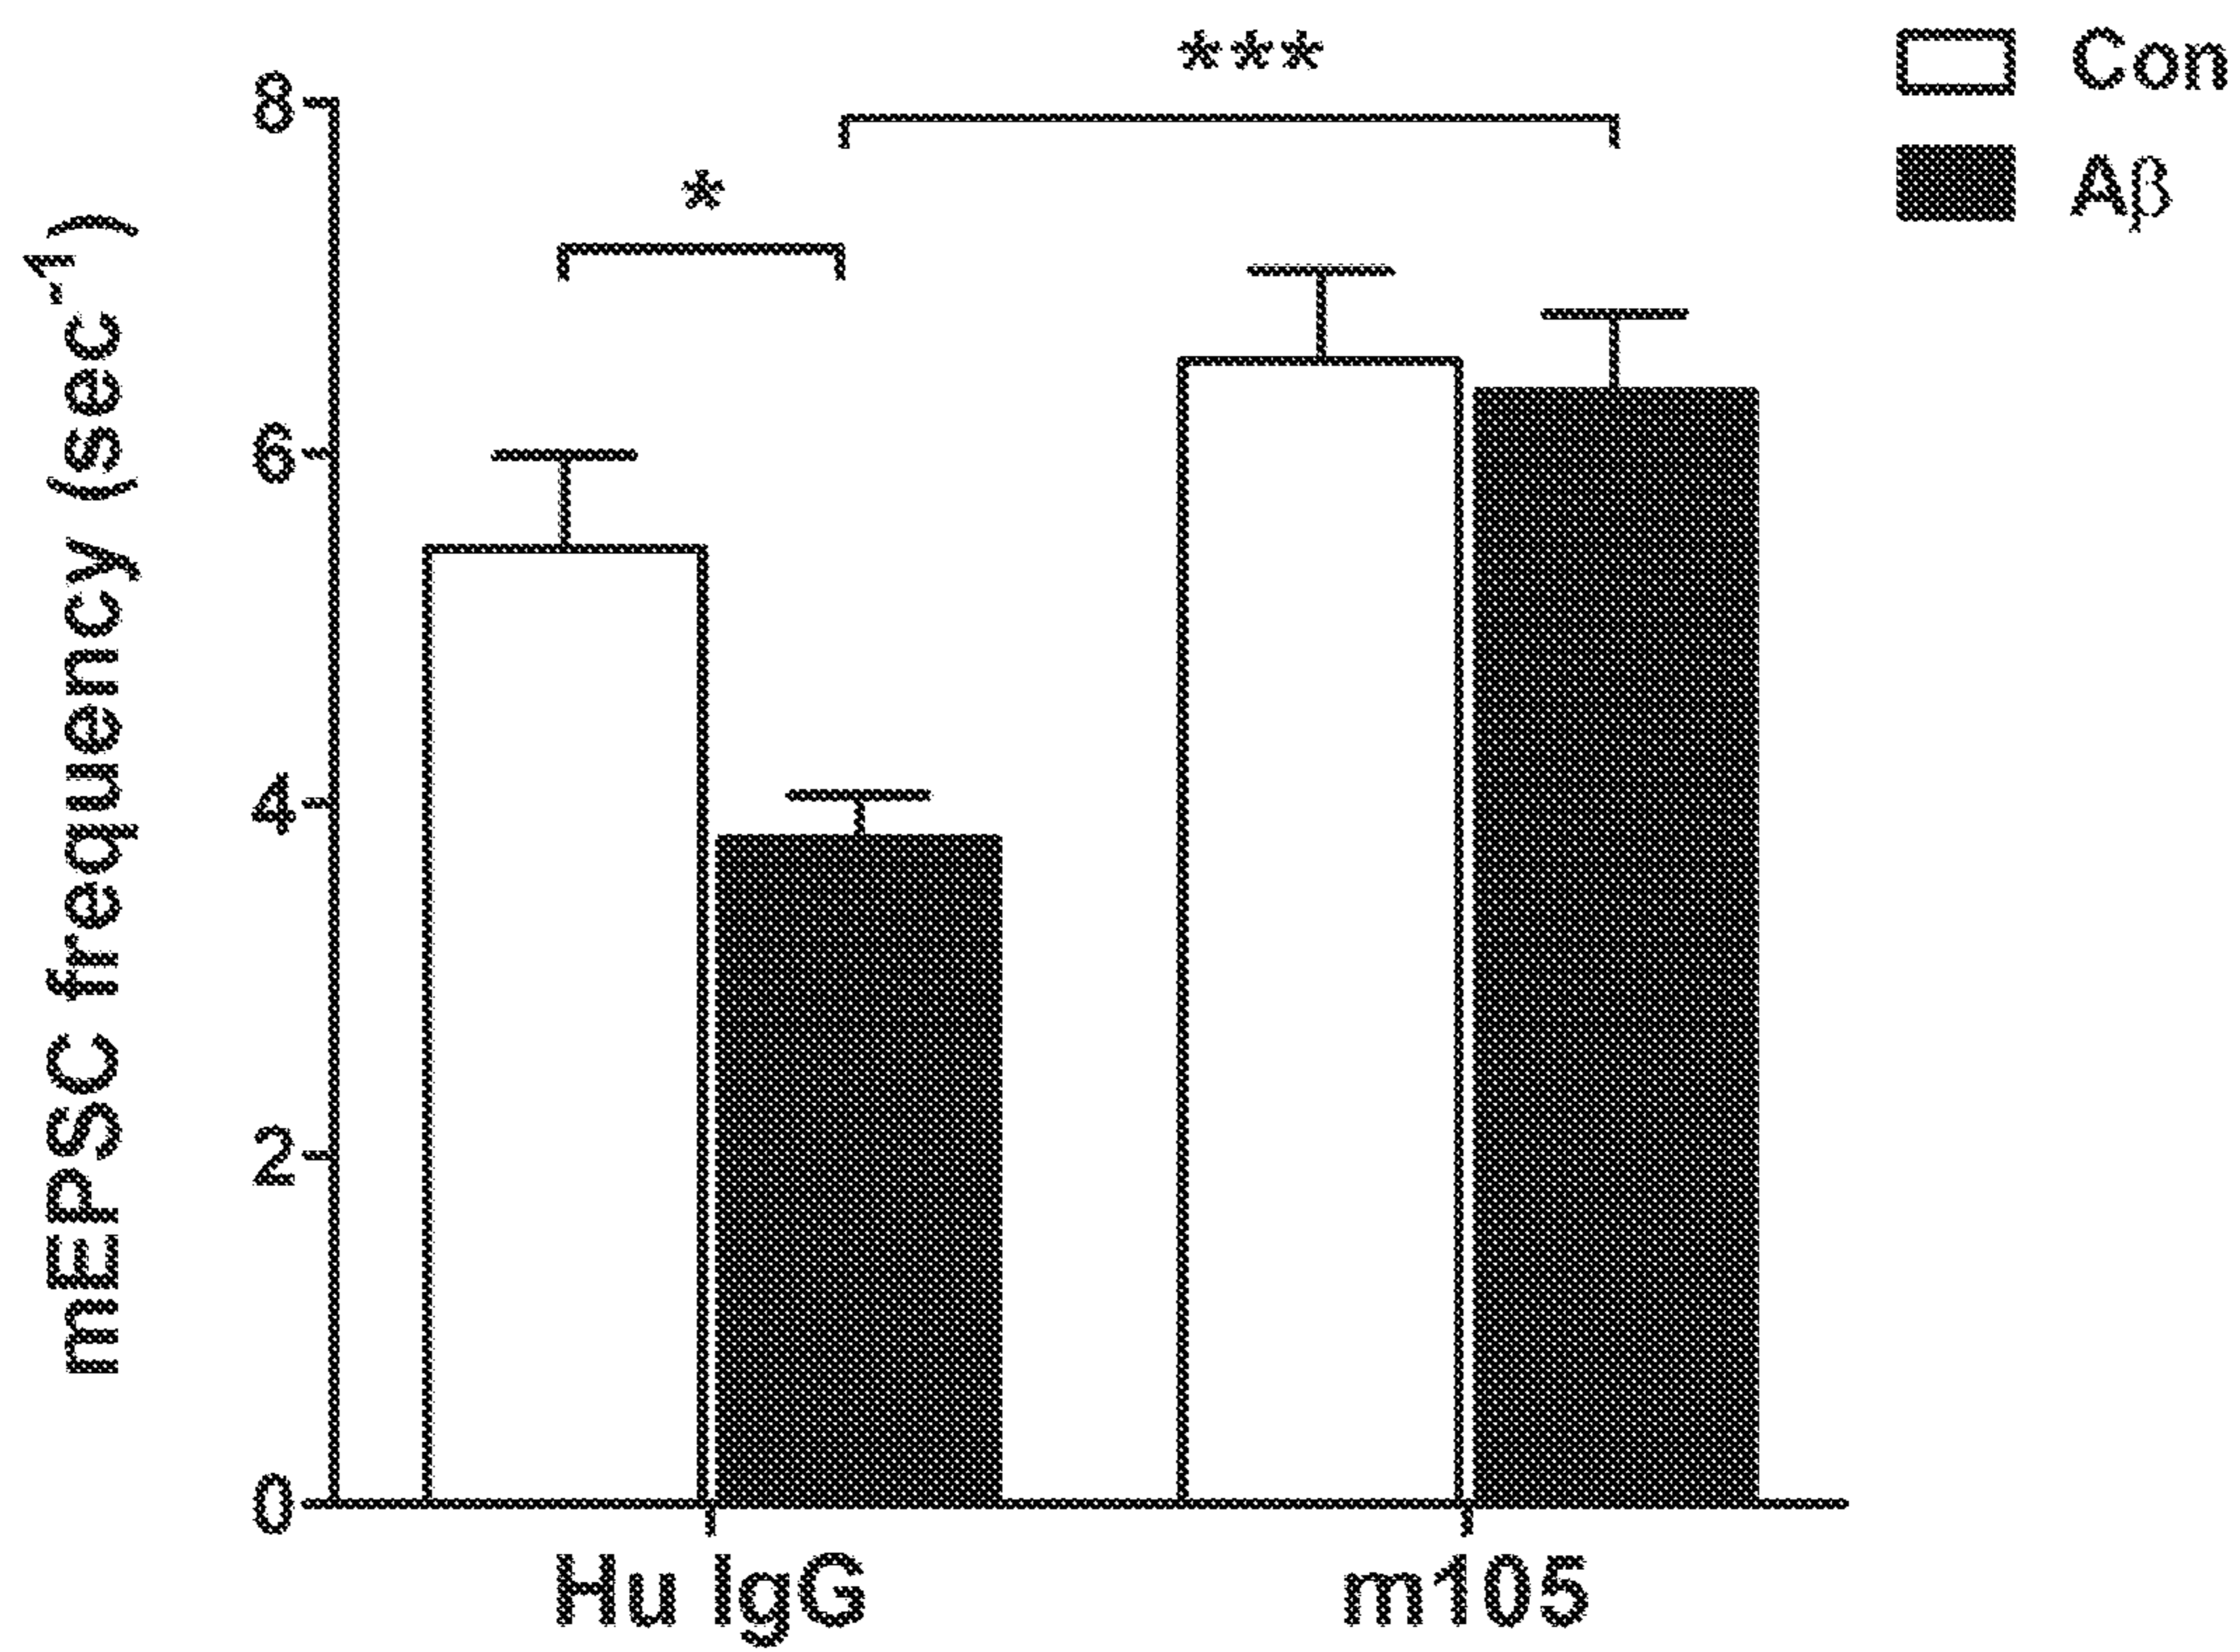 ***
Con
Aβ
*
mEPSC frequency (sec⁻¹)
8
6
4
2
0
Hu IgG
m105